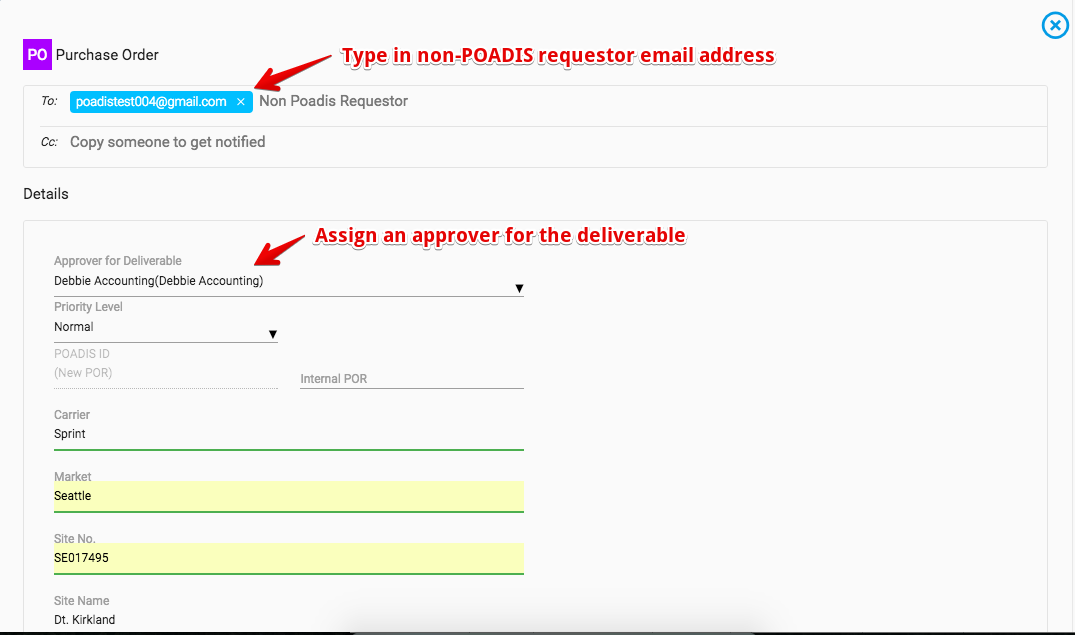 Type in non-POADIS requestor email address
PO Purchase Order
To: poadistest004@gmail.com × Non Poadis Requestor
Cc: Copy someone to get notified
Details
Assign an approver for the deliverable
Approver for Deliverable
Debbie Accounting(Debbie Accounting)
Priority Level
Normal
POADIS ID
(New POR)
Internal POR
Carrier
Sprint
Market
Seattle
Site No.
SE017495
Site Name
Dt. Kirkland